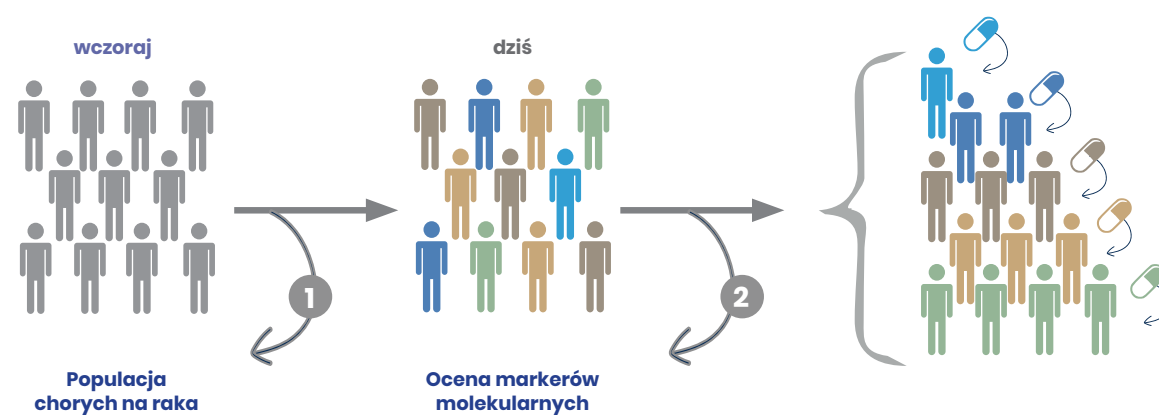 wczoraj
dziś
1
2
Populacja
chorych na raka
Ocena markerów
molekularnych